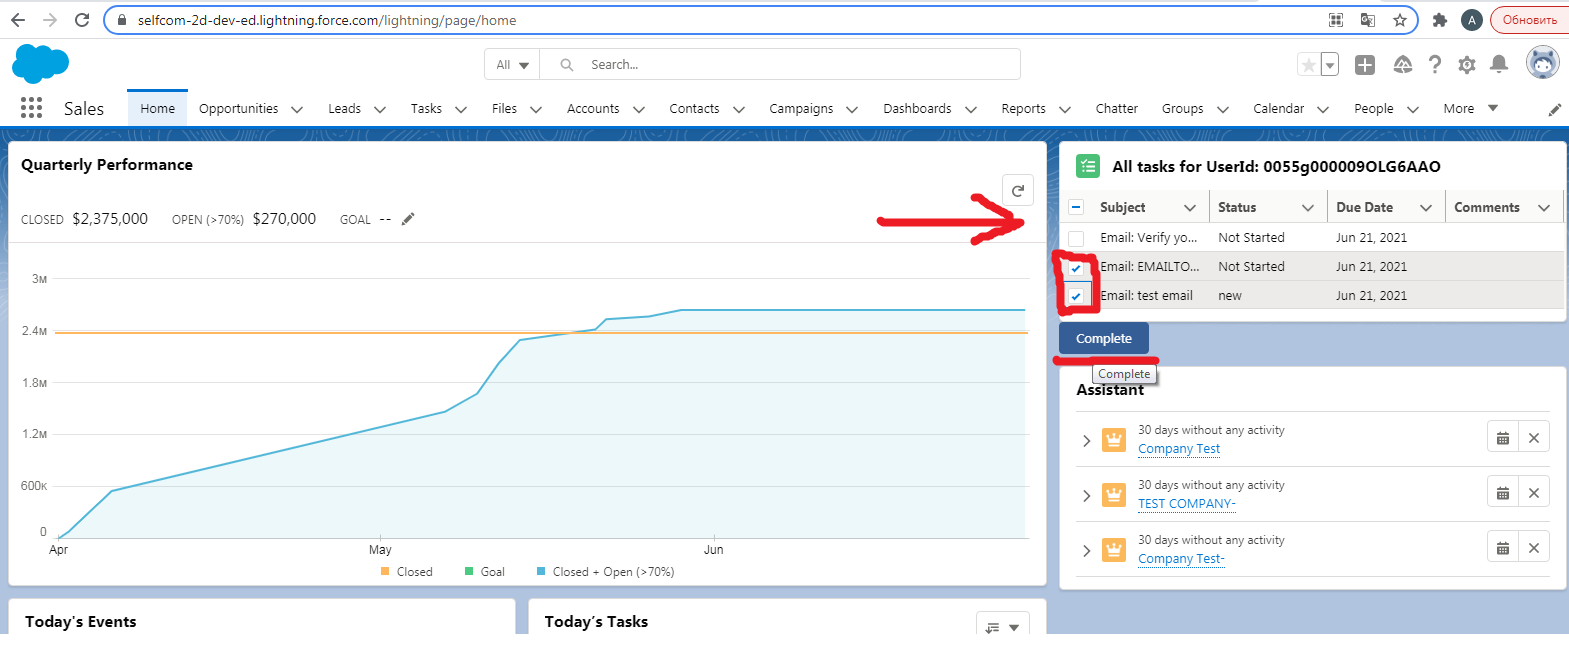 selfcom-2d-dev-ed.lightning.force.com/lightning/page/home
A
Обновить
All
Search...
Sales
Home
Opportunities
Leads
Tasks
Files
Accounts
Contacts
Campaigns
Dashboards
Reports
Chatter
Groups
Calendar
People
More
Quarterly Performance
CLOSED $2,375,000 OPEN (>70%) $270,000 GOAL --
3M
2.4M
1.8M
1.2M
600K
0
Apr
May
Jun
Closed
Goal
Closed + Open (>70%)
Today's Events
Today's Tasks
All tasks for UserId: 0055g000009OLG6AAO
Subject Status Due Date Comments
Email: Verify yo... Not Started Jun 21, 2021
Email: EMAILTO... Not Started Jun 21, 2021
Email: test email new Jun 21, 2021
Complete
Complete
Assistant
30 days without any activity
Company Test
30 days without any activity
TEST COMPANY-
30 days without any activity
Company Test-